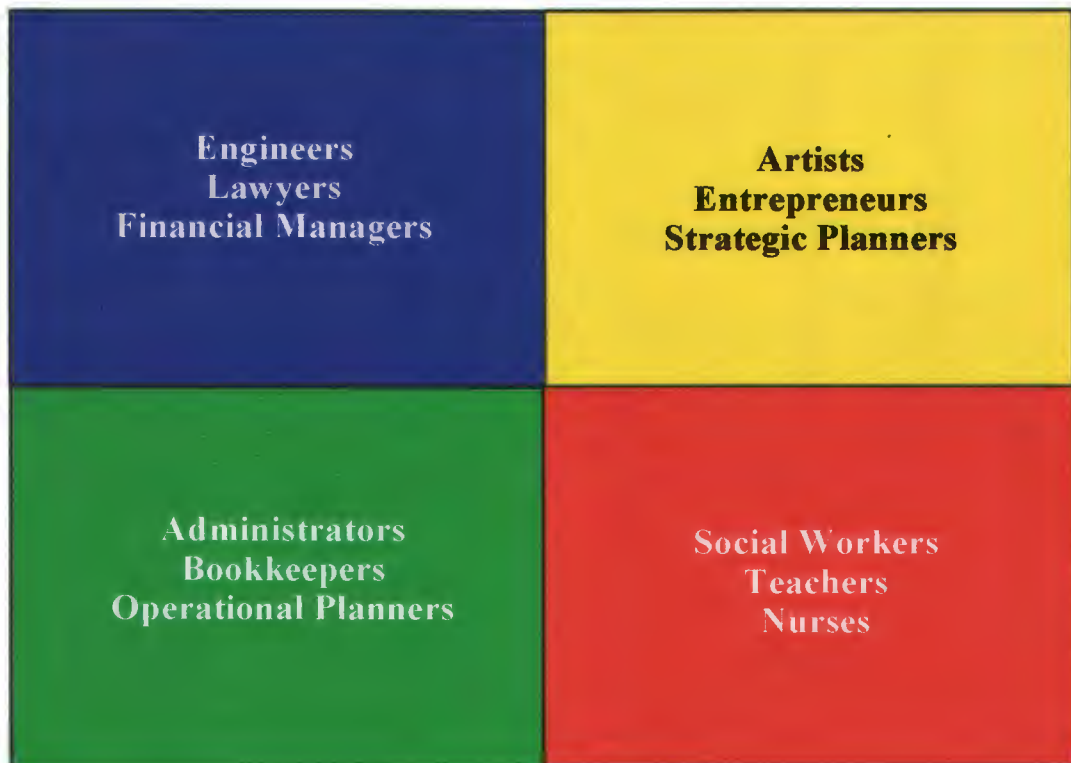 Engineers
Lawyers
Financial Managers
Artists
Entrepreneurs
Strategic Planners
Administrators
Bookkeepers
Operational Planners
Social Workers
Teachers
Nurses